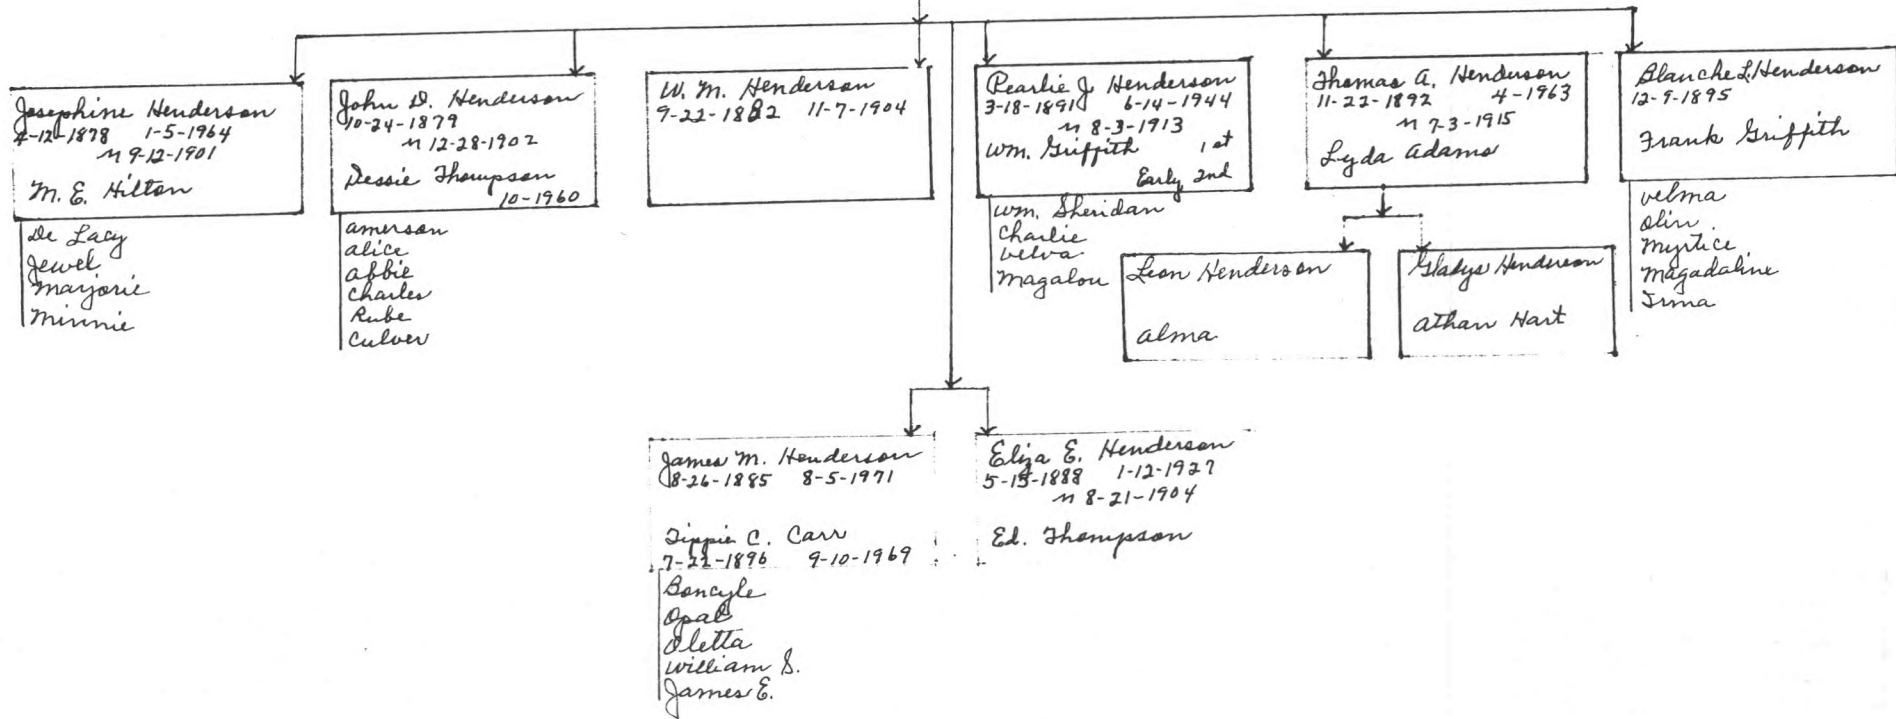 Josephine Henderson
4-12-1878 1-5-1964
m 9-12-1901
M. E. Hilton
De Lacy
Jewel
Marjorie
Minnie
John D. Henderson
10-24-1879
m 12-28-1902
Dessie Thompson
10-1960
Amerson
Alice
Abbie
Charles
Rube
Culver
W. M. Henderson
9-22-1882 11-7-1904
Pearlie J. Henderson
3-18-1891 6-14-1944
m 8-3-1913
Wm. Griffith 1st
Early 2nd
Wm. Sheridan
Charlie
Velva
Magalou
Thomas A. Henderson
11-22-1892 4-1963
m 7-3-1915
Lyda Adams
Leon Henderson
Alma
Gladys Henderson
Athan Hart
Blanche L. Henderson
12-9-1895
Frank Griffith
Velma
Olin
Myrtice
Magadaline
Irma
James M. Henderson
8-26-1885 8-5-1971
Tippie C. Carr
7-22-1896 9-10-1969
Boncyle
Opal
Oletta
William S.
James E.
Eliza E. Henderson
5-15-1888 1-12-1927
m 8-21-1904
Ed. Thompson